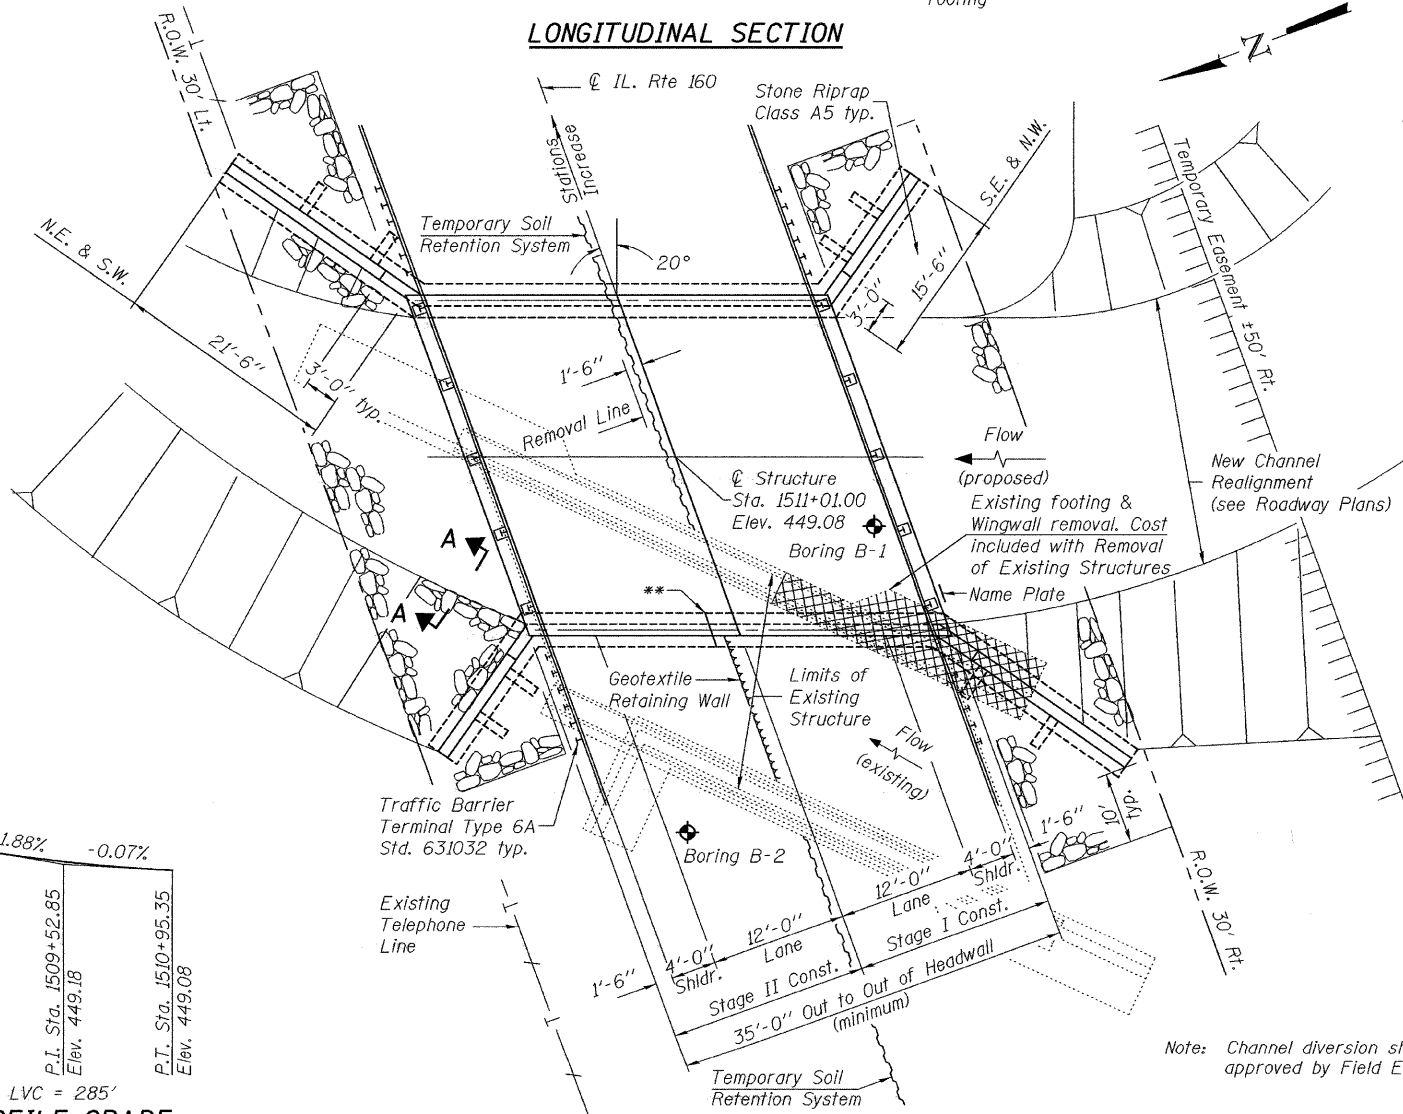 footing
LONGITUDINAL SECTION
N
R.O.W. 30' Lt.
℄ IL. Rte 160
Stations
Increase
Stone Riprap
Class A5 typ.
S.E. & N.W.
Temporary Easement ±50' Rt.
Temporary Soil
Retention System
20°
N.E. & S.W.
15'-6"
3'-0"
21'-6"
3'-0" typ.
1'-6"
Removal Line
Flow
(proposed)
℄ Structure
Sta. 1511+01.00
Elev. 449.08
Boring B-1
New Channel
Realignment
(see Roadway Plans)
Existing footing &
Wingwall removal. Cost
included with Removal
of Existing Structures
Name Plate
A
A
**
Geotextile
Retaining Wall
Limits of
Existing
Structure
Flow
(existing)
Traffic Barrier
Terminal Type 6A
Std. 631032 typ.
Boring B-2
10'
typ.
1'-6"
4'-0"
Shldr.
12'-0"
Lane
Stage I Const.
12'-0"
Lane
4'-0"
Shldr.
1'-6"
Stage II Const.
35'-0" Out to Out of Headwall
(minimum)
R.O.W. 30' Rt.
Existing
Telephone
Line
T
T
T
T
Temporary Soil
Retention System
1.88%
-0.07%
P.I. Sta. 1509+52.85
Elev. 449.18
P.T. Sta. 1510+95.35
Elev. 449.08
LVC = 285'
Note: Channel diversion sh
approved by Field E